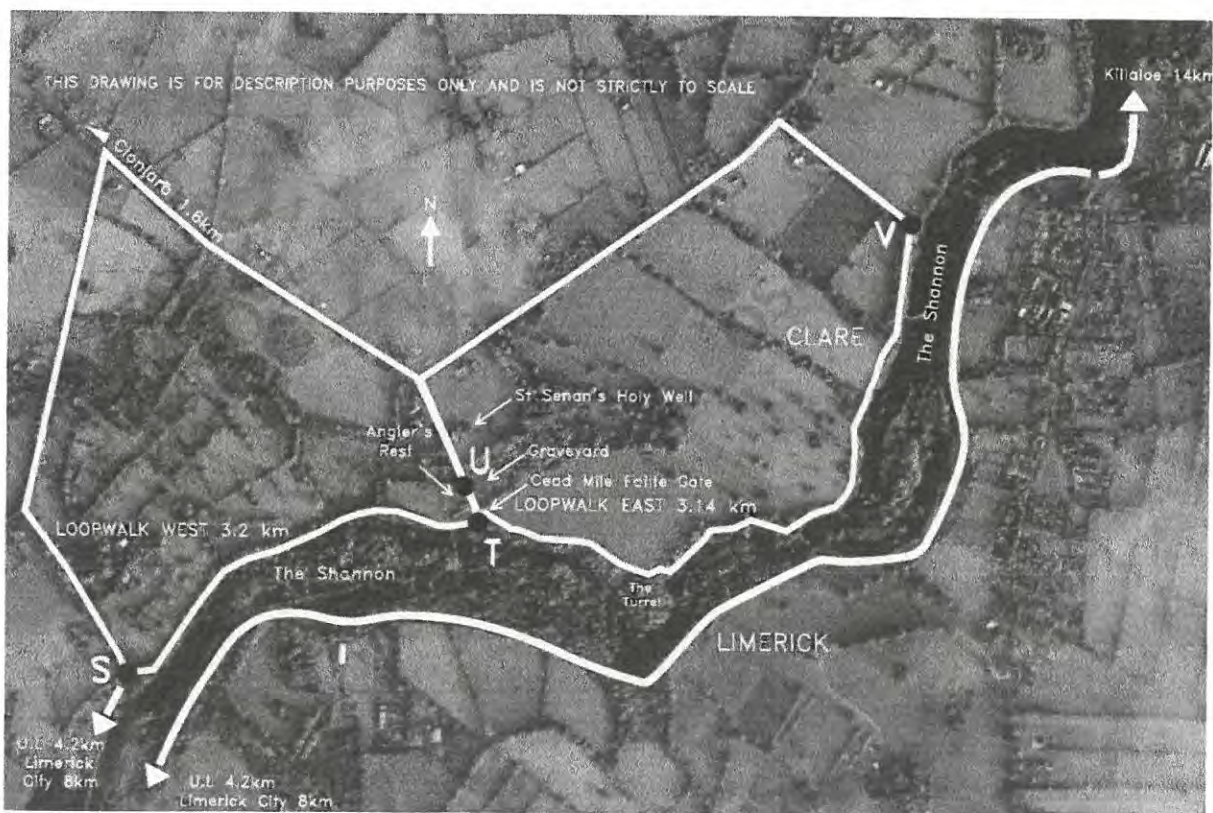 THIS DRAWING IS FOR DESCRIPTION PURPOSES ONLY AND IS NOT STRICTLY TO SCALE
Killaloe 14km
Clonlara 1.6km
N
V
The Shannon
CLARE
St Senan's Holy Well
Angler's
Rest
U
Graveyard
Cead Mile Failte Gate
LOOPWALK EAST 3.14 km
LOOPWALK WEST 3.2 km
T
The Shannon
The
Turret
LIMERICK
S
U.L 4.2km
Limerick
City 8km
U.L 4.2km
Limerick City 8km